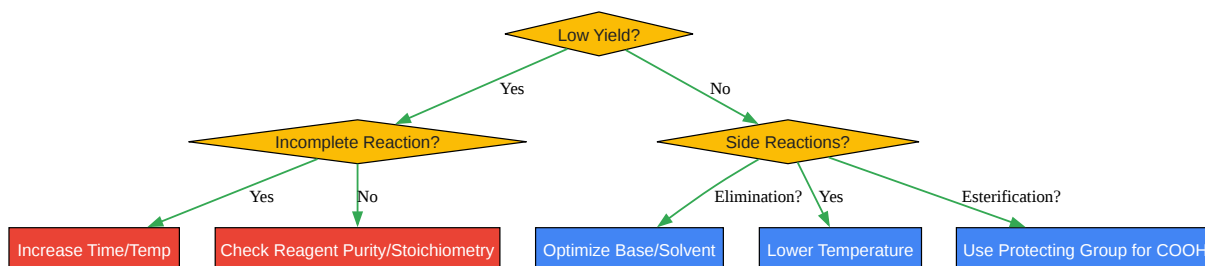 Low Yield?
Yes
No
Incomplete Reaction?
Side Reactions?
Yes
No
Elimination?
Yes
Esterification?
Increase Time/Temp
Check Reagent Purity/Stoichiometry
Optimize Base/Solvent
Lower Temperature
Use Protecting Group for COOH